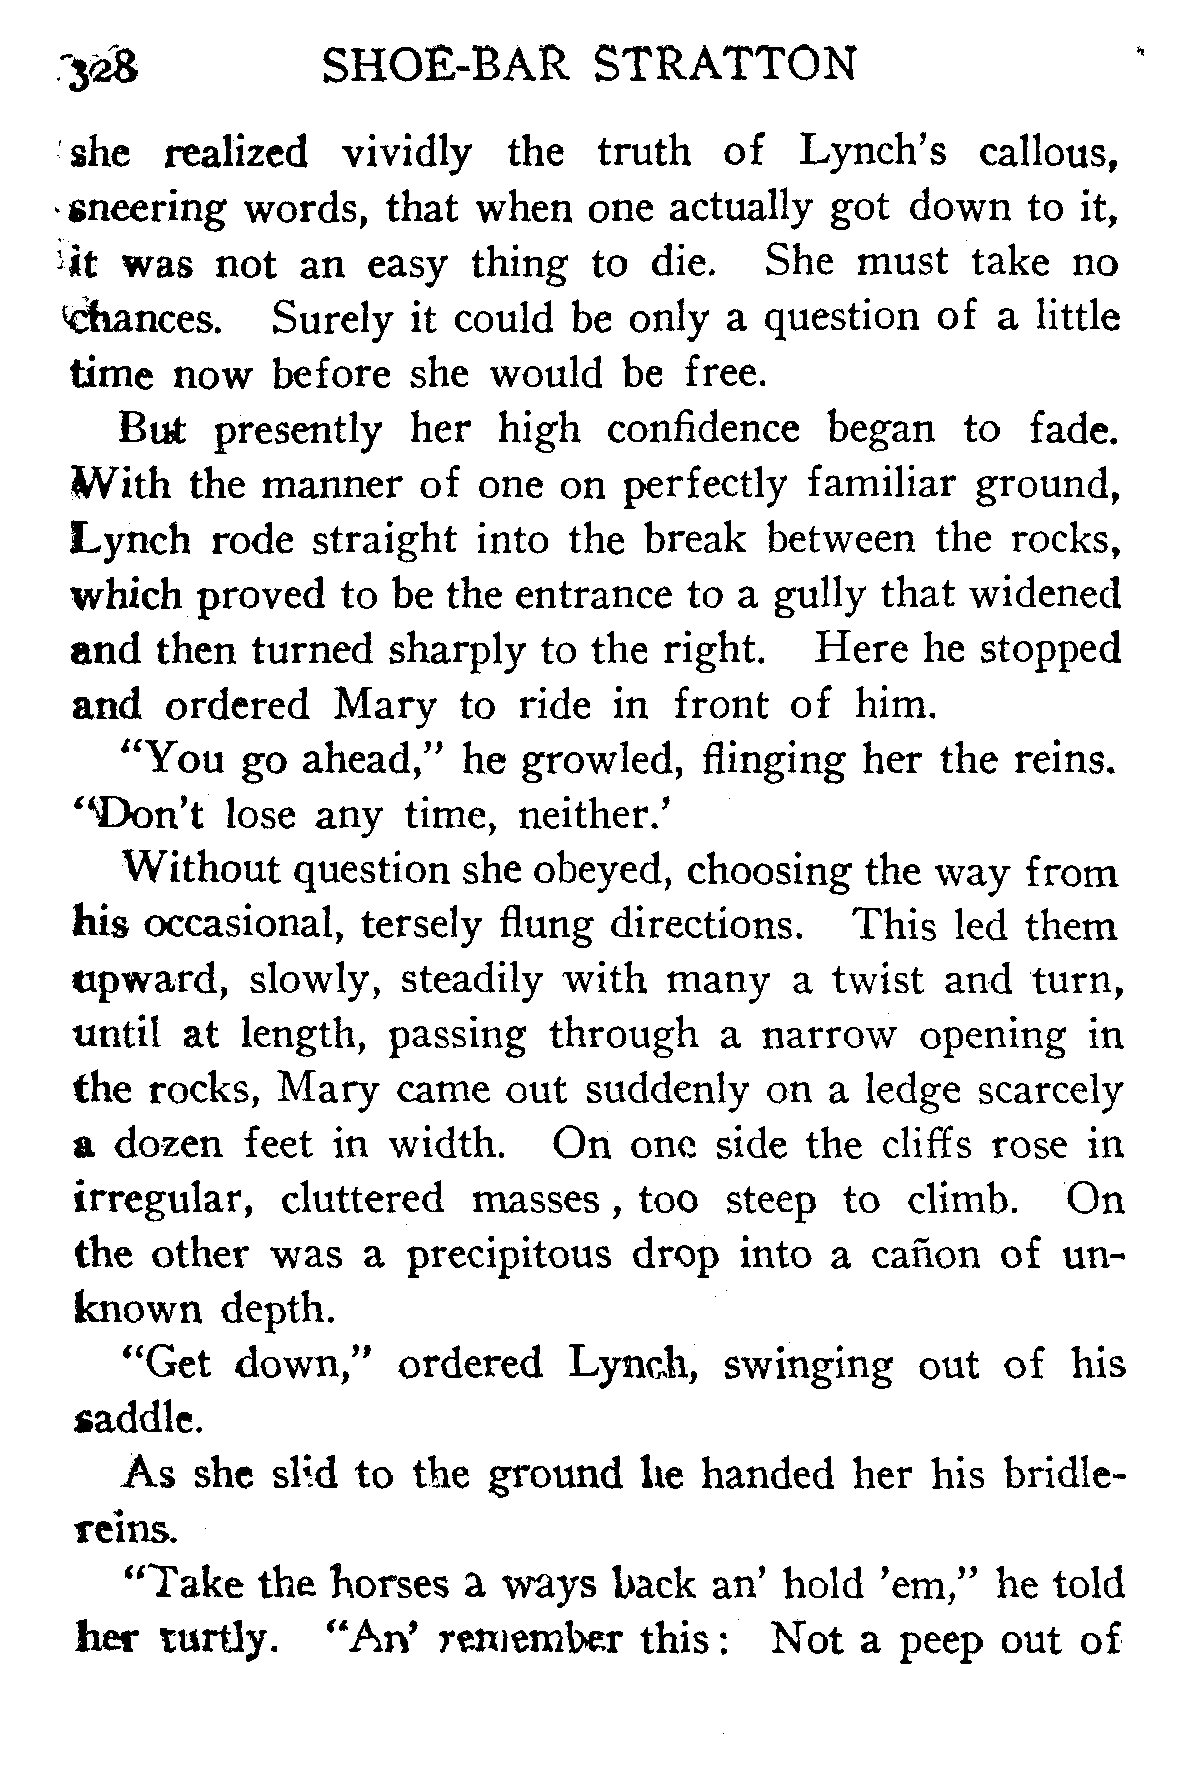 328 SHOE-BAR STRATTON
she realized vividly the truth of Lynch's callous,
sneering words, that when one actually got down to it,
it was not an easy thing to die. She must take no
chances. Surely it could be only a question of a little
time now before she would be free.
But presently her high confidence began to fade.
With the manner of one on perfectly familiar ground,
Lynch rode straight into the break between the rocks,
which proved to be the entrance to a gully that widened
and then turned sharply to the right. Here he stopped
and ordered Mary to ride in front of him.
"You go ahead," he growled, flinging her the reins.
"Don't lose any time, neither.'
Without question she obeyed, choosing the way from
his occasional, tersely flung directions. This led them
upward, slowly, steadily with many a twist and turn,
until at length, passing through a narrow opening in
the rocks, Mary came out suddenly on a ledge scarcely
a dozen feet in width. On one side the cliffs rose in
irregular, cluttered masses, too steep to climb. On
the other was a precipitous drop into a cañon of un-
known depth.
"Get down," ordered Lynch, swinging out of his
saddle.
As she slid to the ground he handed her his bridle-
reins.
"Take the horses a ways back an' hold 'em," he told
her turtly. "An' remember this: Not a peep out of